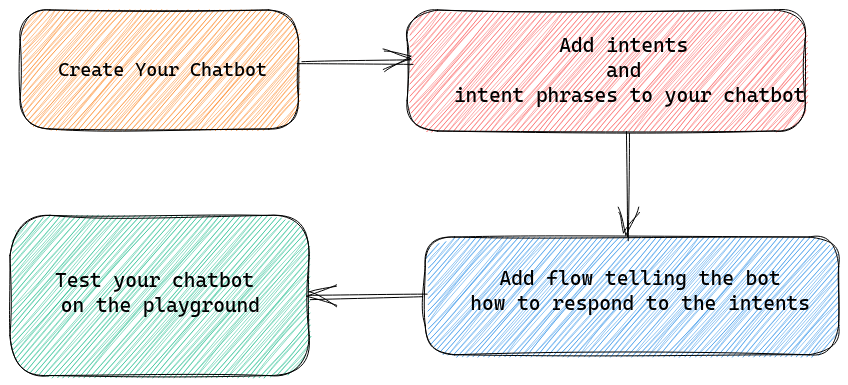 Create Your Chatbot
Add intents
and
intent phrases to your chatbot
Add flow telling the bot
how to respond to the intents
Test your chatbot
on the playground